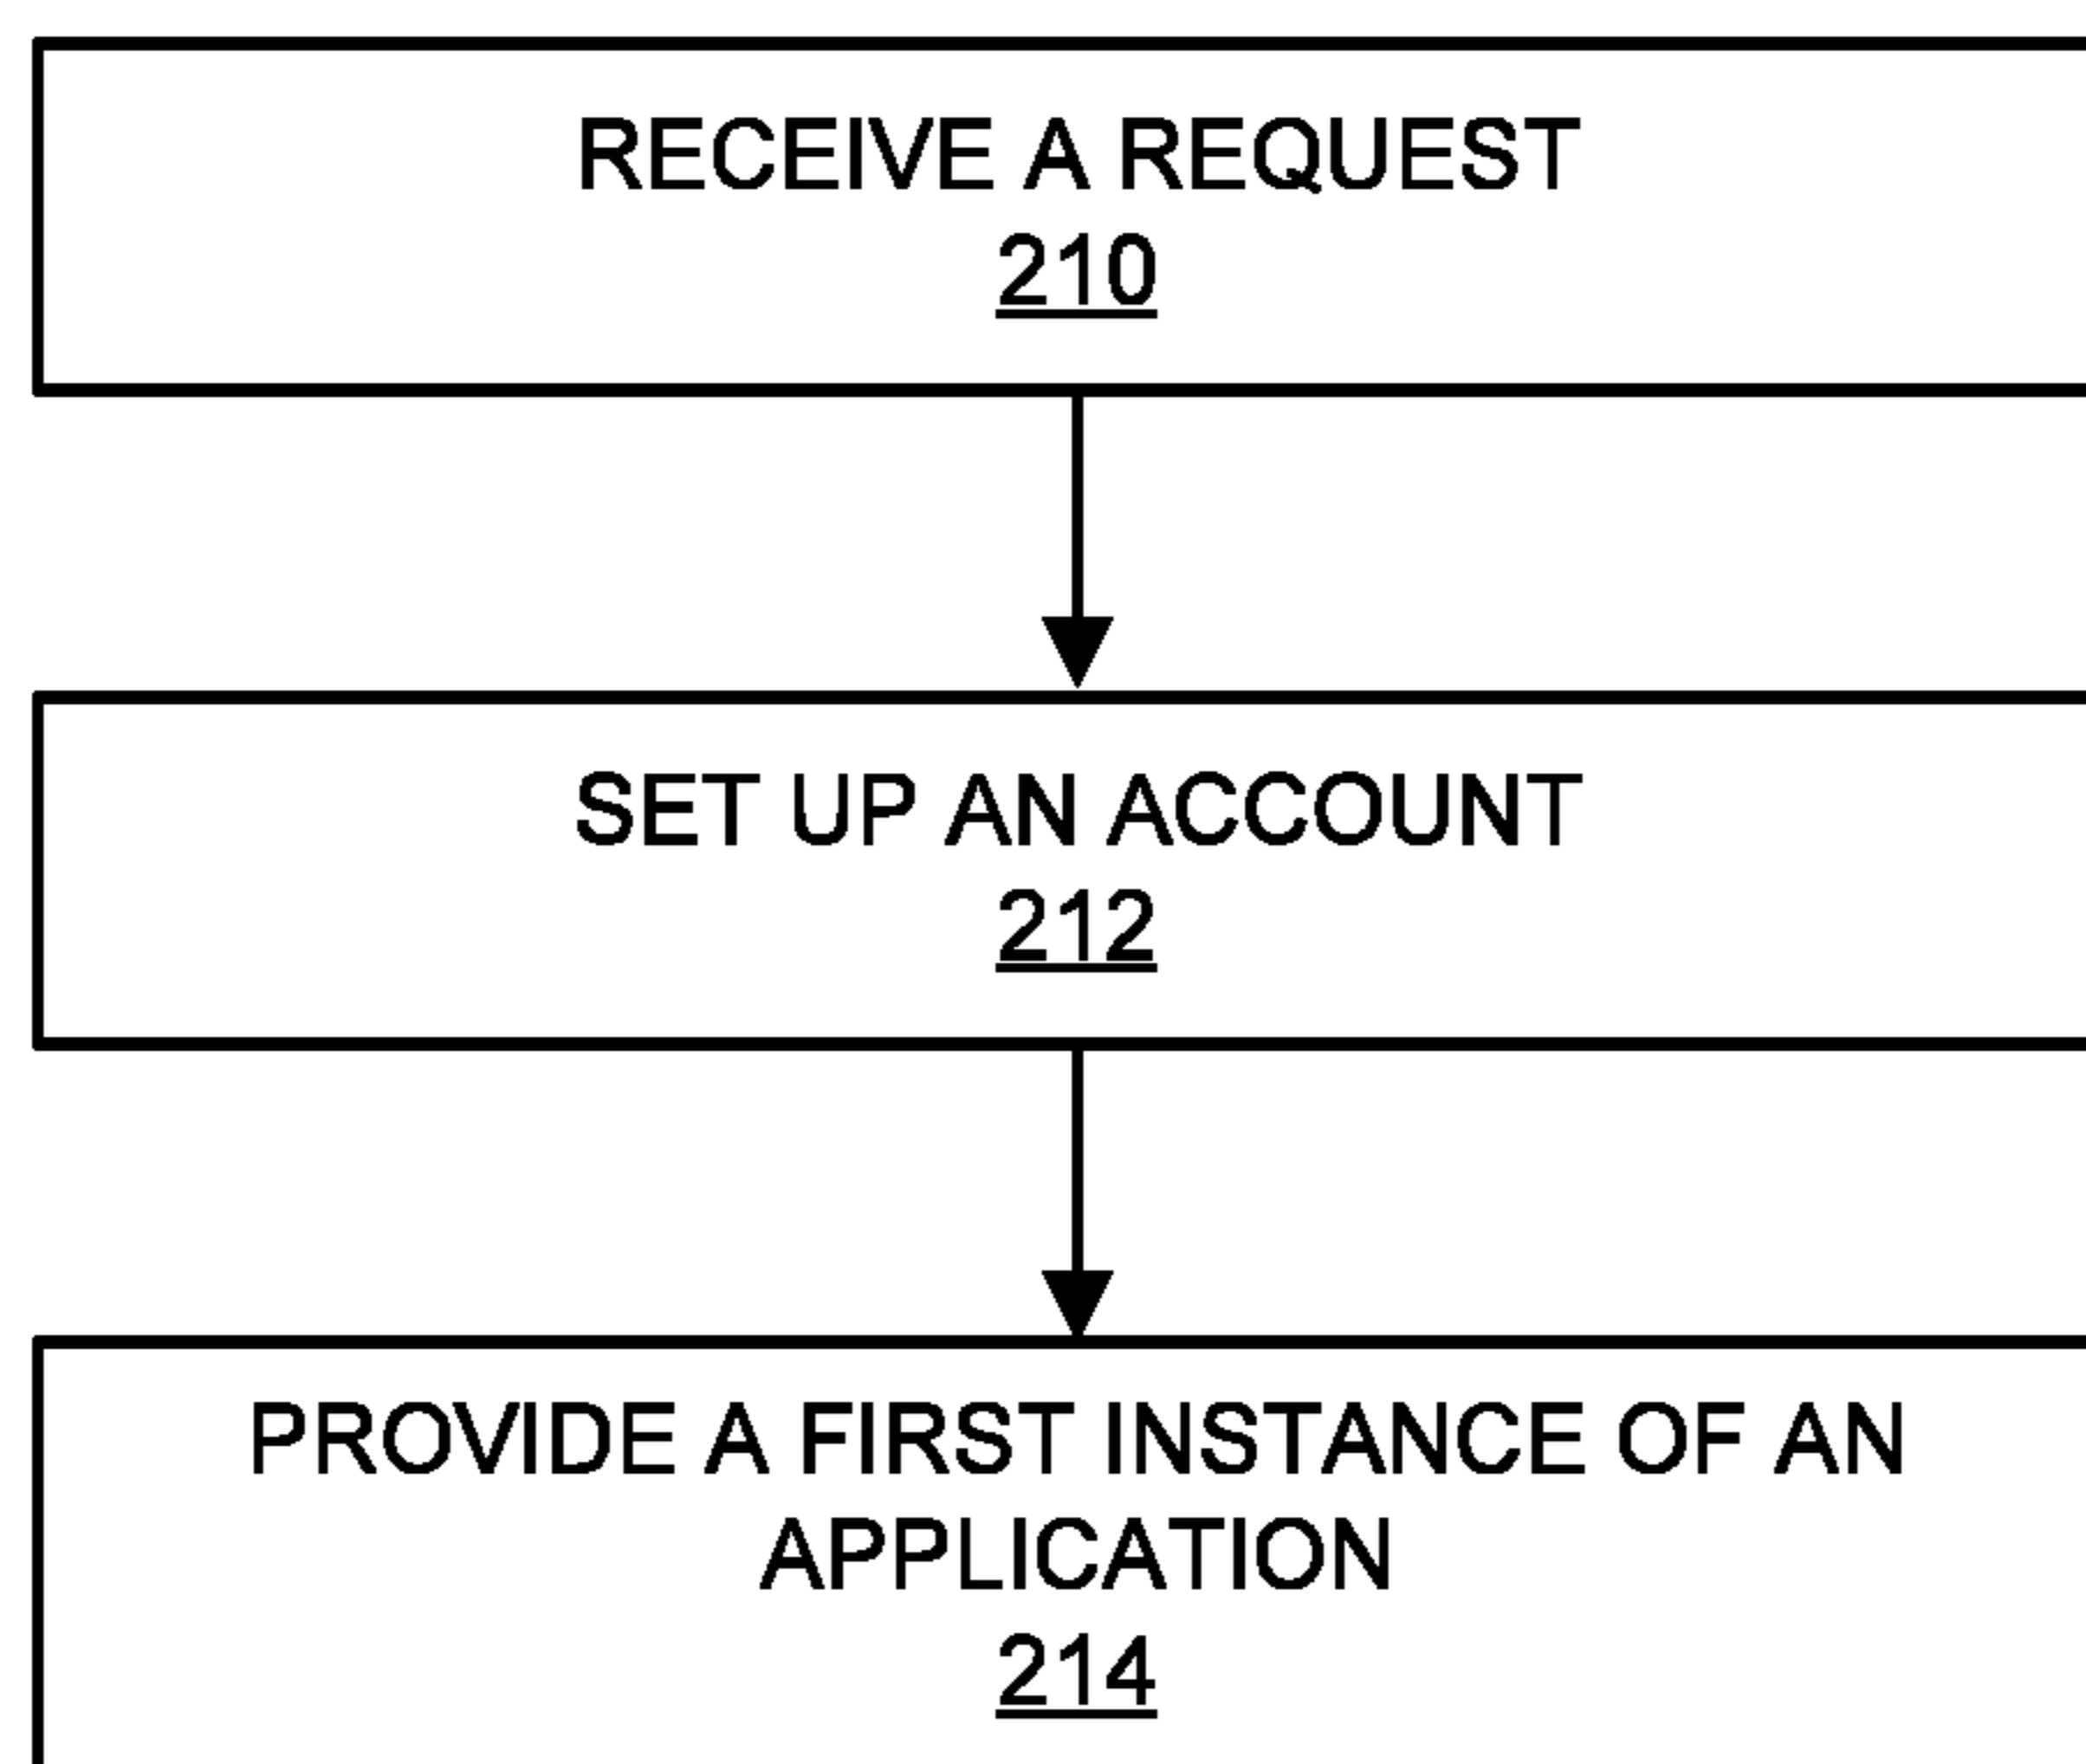 RECEIVE A REQUEST
210
SET UP AN ACCOUNT
212
PROVIDE A FIRST INSTANCE OF AN
APPLICATION
214